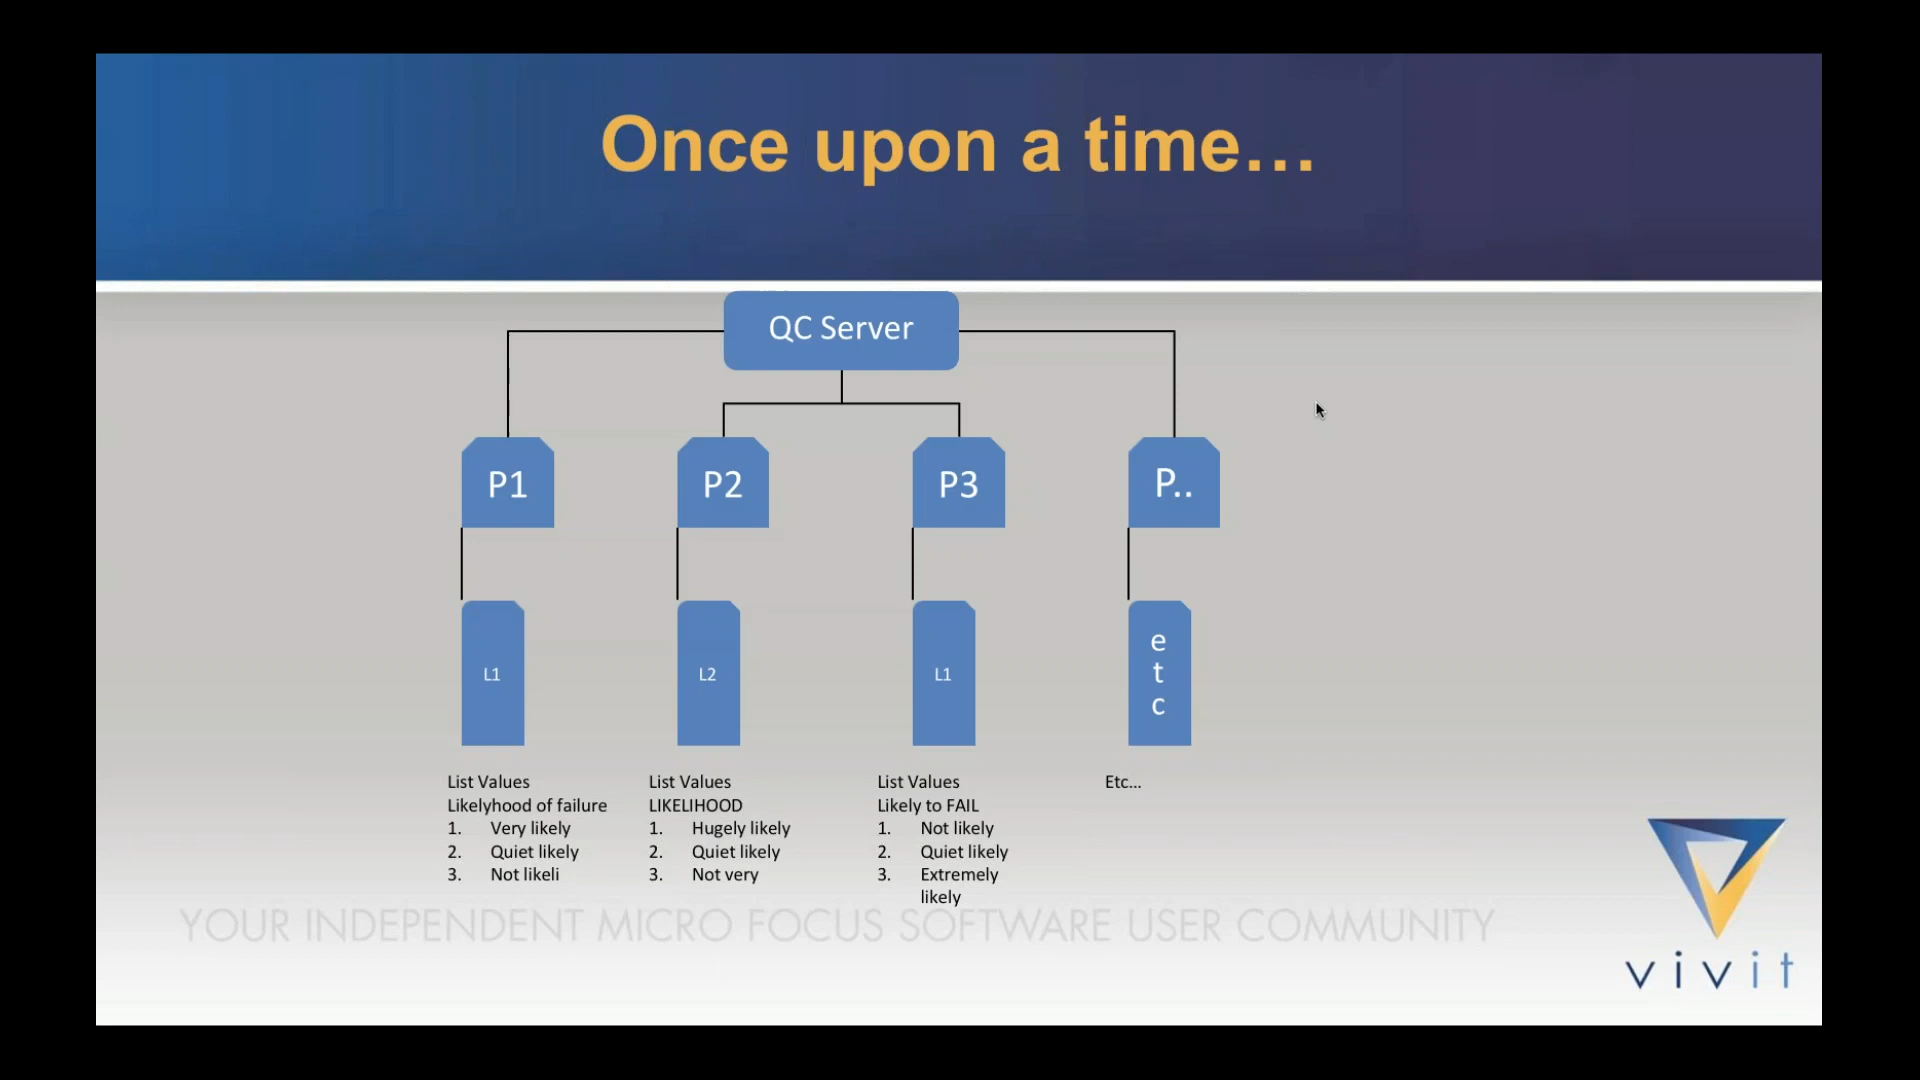 Once upon a time...
QC Server
P1
P2
P3
P..
L1
L2
L1
e
t
c
List Values
Likelyhood of failure
1. Very likely
2. Quiet likely
3. Not likeli
List Values
LIKELIHOOD
1. Hugely likely
2. Quiet likely
3. Not very
List Values
Likely to FAIL
1. Not likely
2. Quiet likely
3. Extremely
likely
Etc...
YOUR INDEPENDENT MICRO FOCUS SOFTWARE USER COMMUNITY
vivit